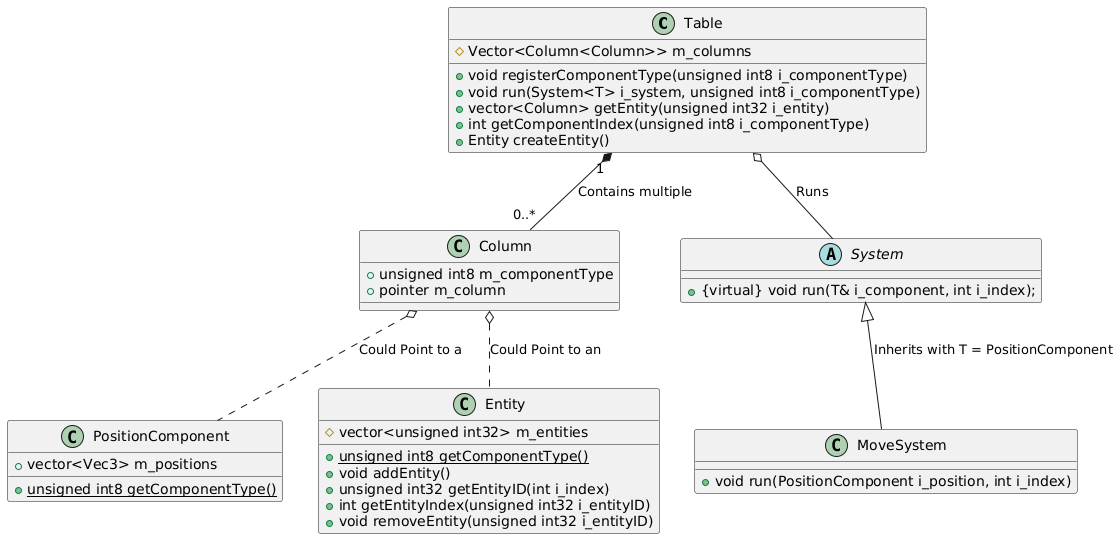 C Table
Vector<Column<Column>> m_columns
void registerComponentType(unsigned int8 i_componentType)
void run(System<T> i_system, unsigned int8 i_componentType)
vector<Column> getEntity(unsigned int32 i_entity)
int getComponentIndex(unsigned int8 i_componentType)
Entity createEntity()
1
Contains multiple
0..*
Runs
C Column
unsigned int8 m_componentType
pointer m_column
A System
{virtual} void run(T& i_component, int i_index);
Could Point to a
Could Point to an
Inherits with T = PositionComponent
C PositionComponent
vector<Vec3> m_positions
unsigned int8 getComponentType()
C Entity
vector<unsigned int32> m_entities
unsigned int8 getComponentType()
void addEntity()
unsigned int32 getEntityID(int i_index)
int getEntityIndex(unsigned int32 i_entityID)
void removeEntity(unsigned int32 i_entityID)
C MoveSystem
void run(PositionComponent i_position, int i_index)